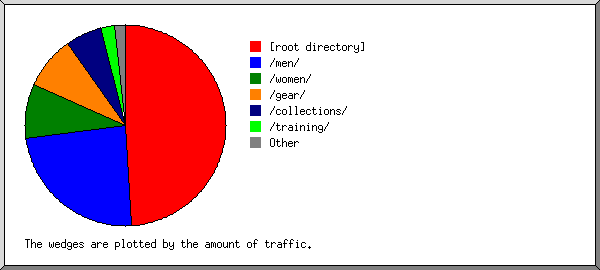 [root directory]
/men/
/women/
/gear/
/collections/
/training/
Other
The wedges are plotted by the amount of traffic.